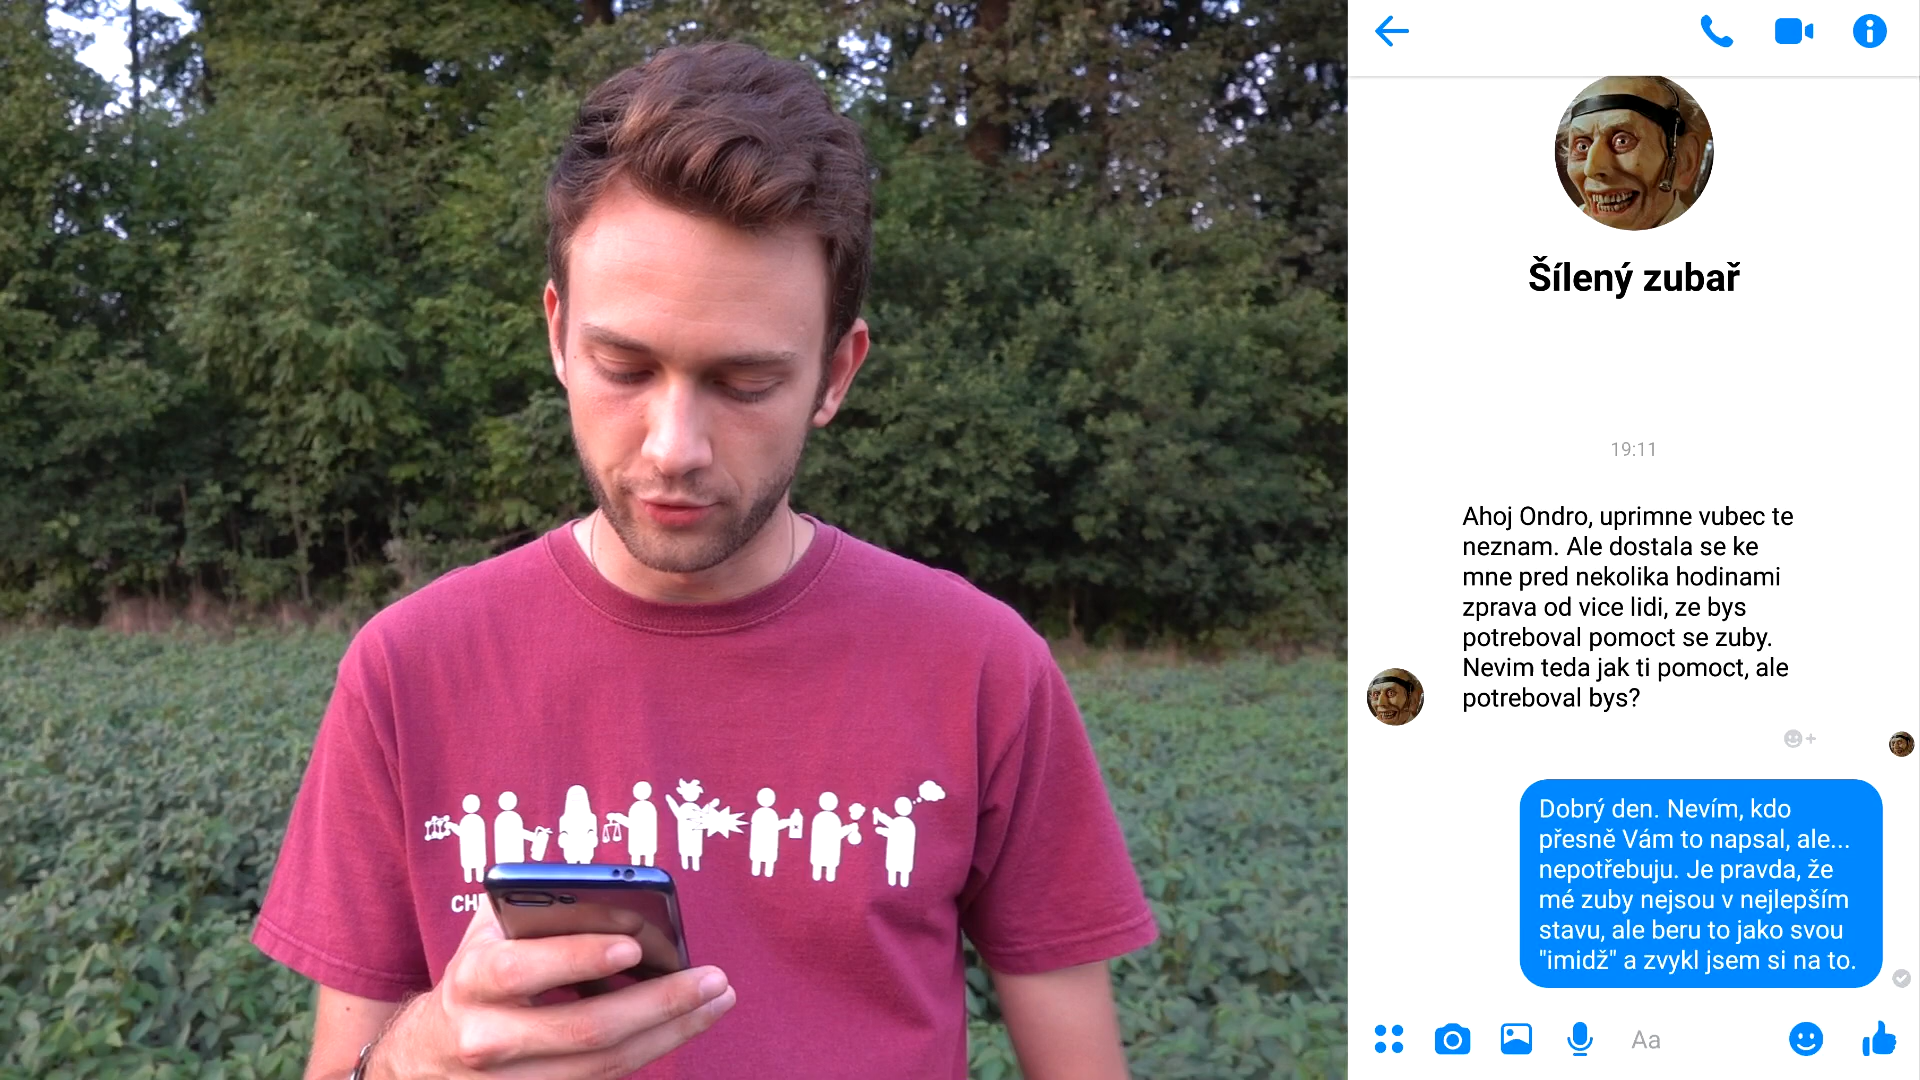 Šílený zubař
19:11
Ahoj Ondro, uprimne vubec te
neznam. Ale dostala se ke
mne pred nekolika hodinami
zprava od vice lidi, ze bys
potreboval pomoct se zuby.
Nevim teda jak ti pomoct, ale
potreboval bys?
Dobrý den. Nevím, kdo
přesně Vám to napsal, ale...
nepotřebuju. Je pravda, že
mé zuby nejsou v nejlepším
stavu, ale beru to jako svou
"imidž" a zvykl jsem si na to.
Aa